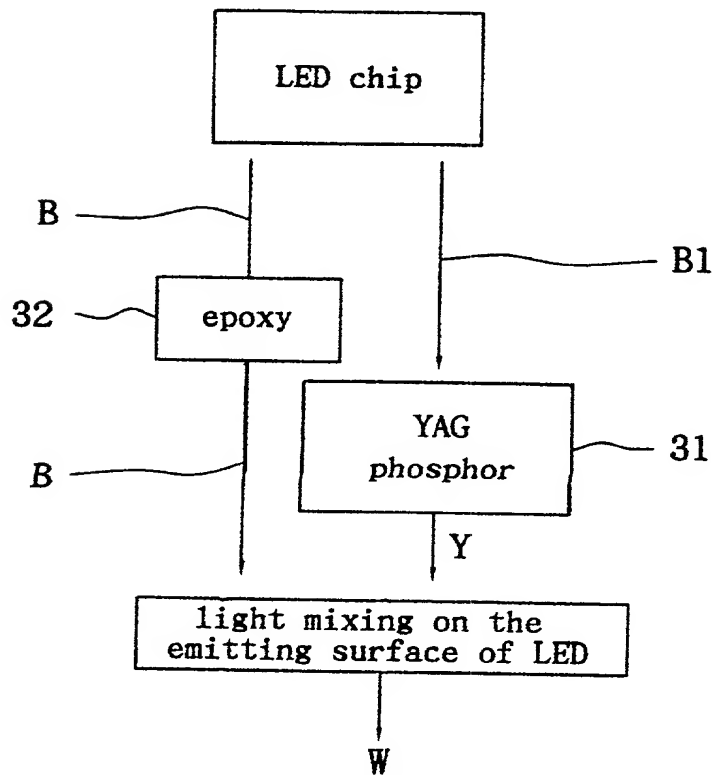 LED chip
B
B1
32
epoxy
YAG
phosphor
31
B
Y
light mixing on the
emitting surface of LED
W